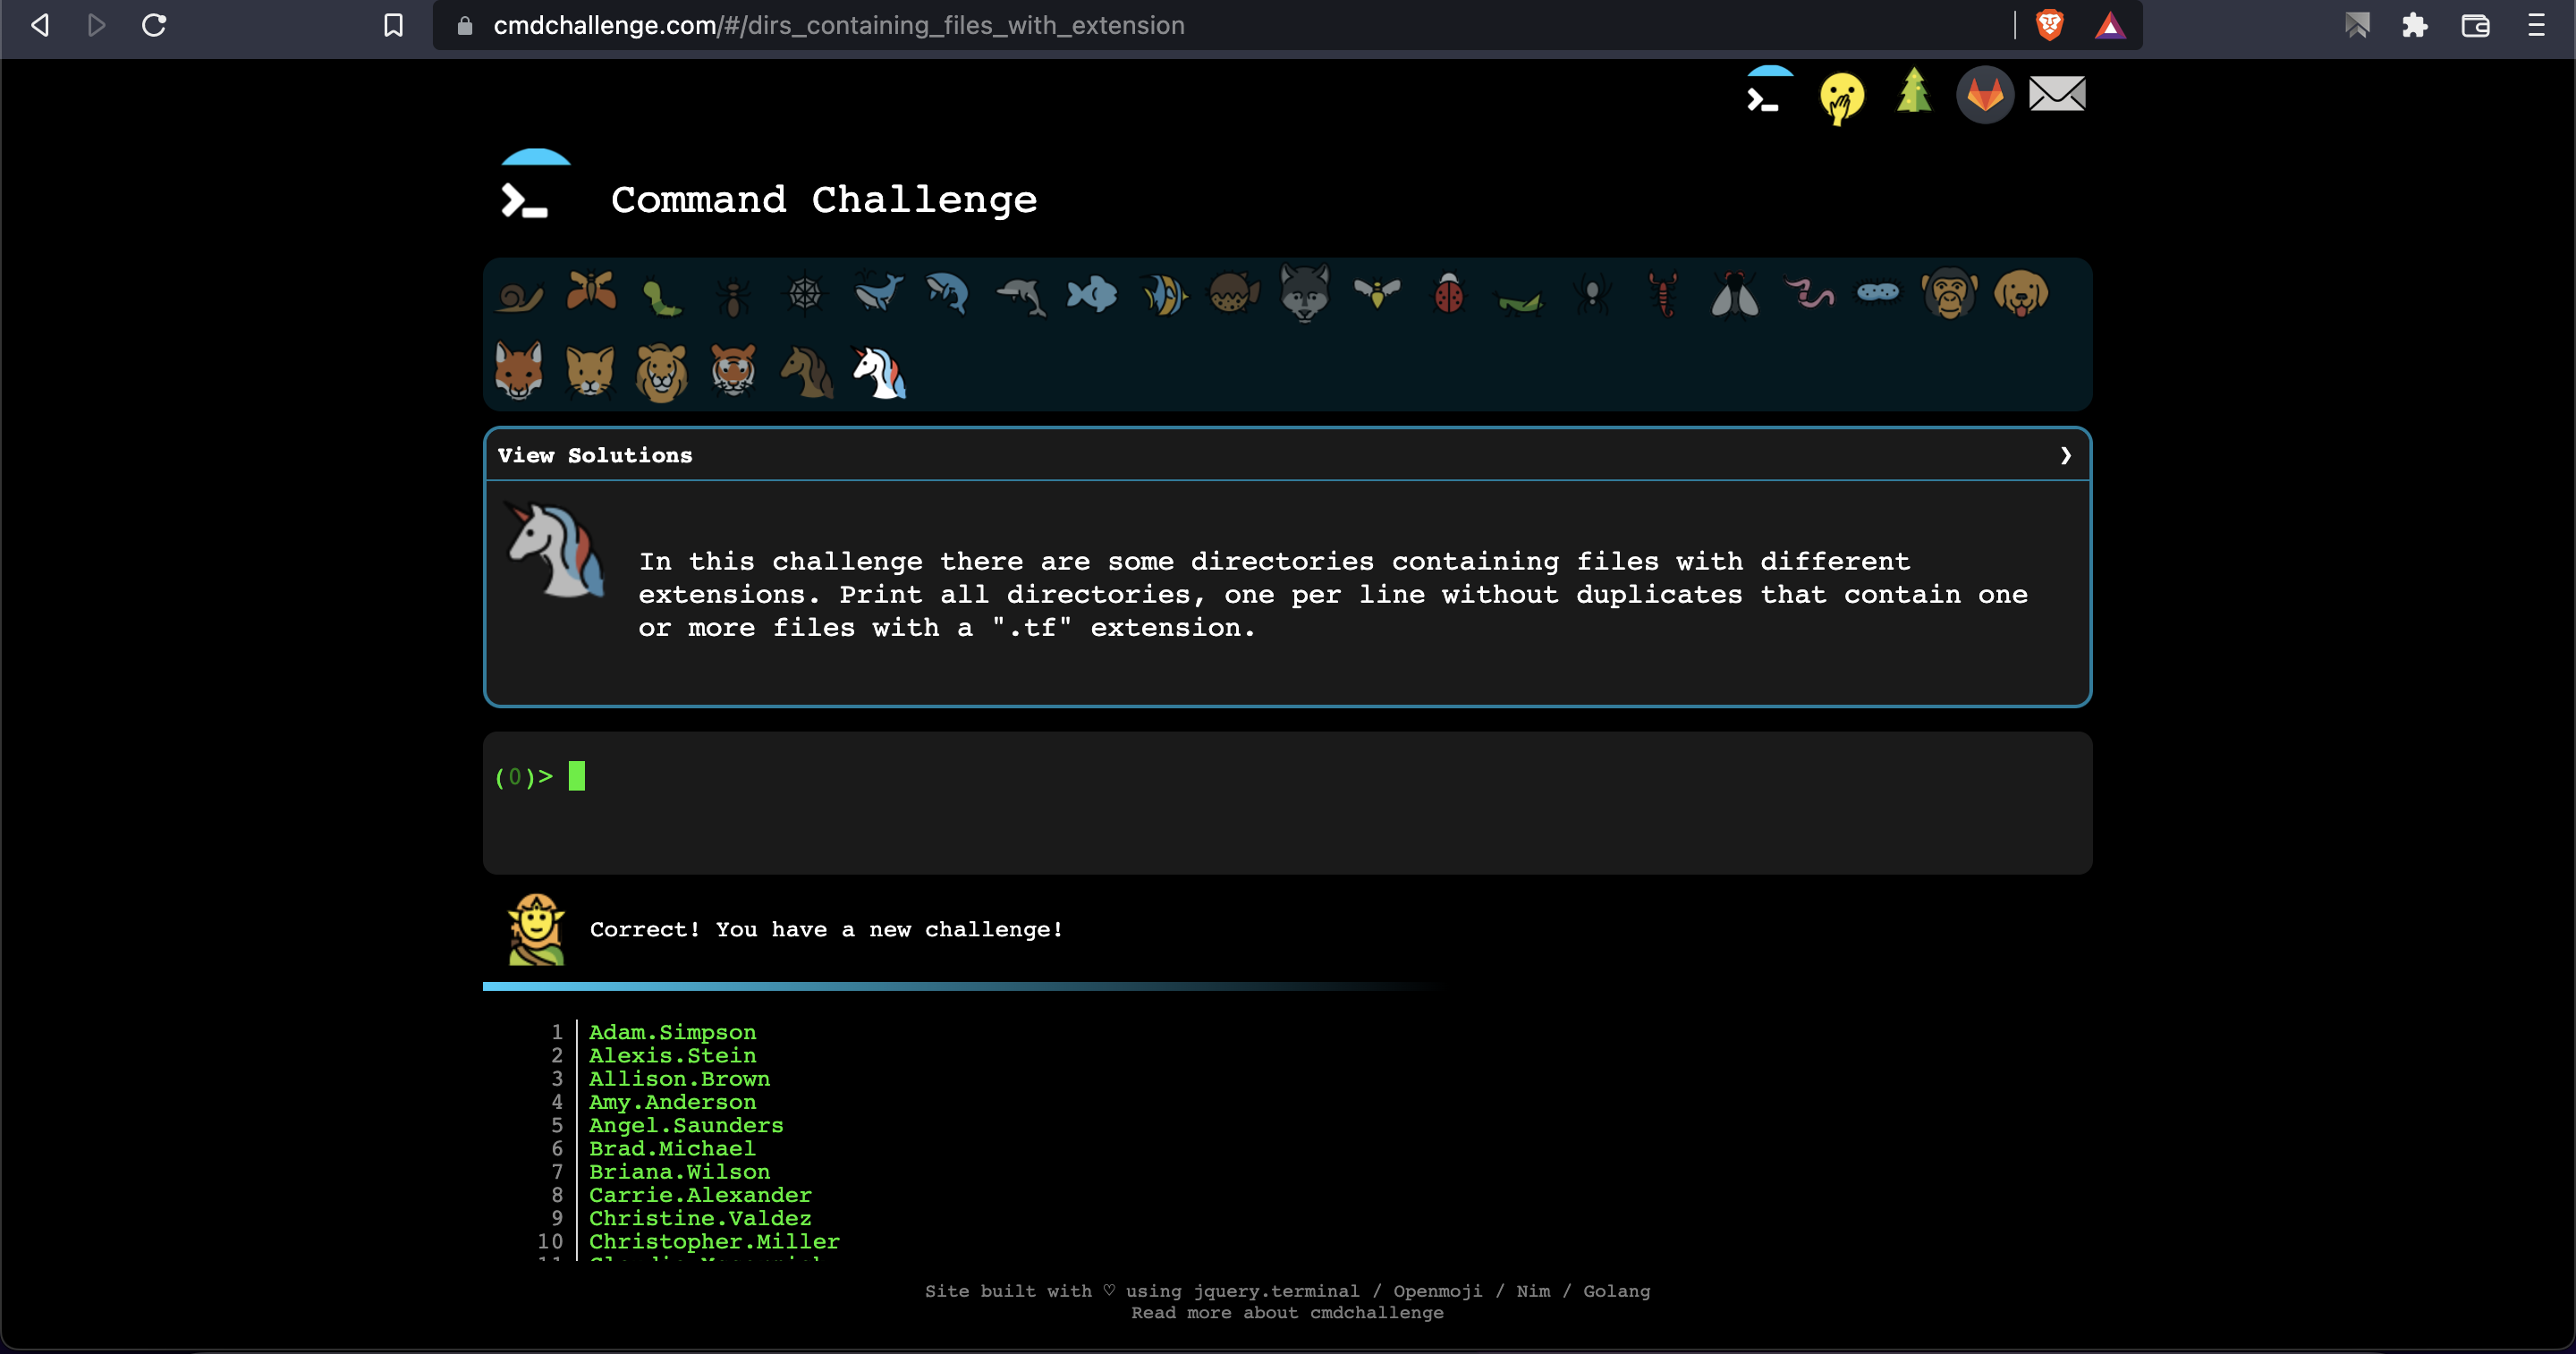 cmdchallenge.com/#/dirs_containing_files_with_extension
Command Challenge
View Solutions
In this challenge there are some directories containing files with different
extensions. Print all directories, one per line without duplicates that contain one
or more files with a ".tf" extension.
(0)>
Correct! You have a new challenge!
1 Adam.Simpson
2 Alexis.Stein
3 Allison.Brown
4 Amy.Anderson
5 Angel.Saunders
6 Brad.Michael
7 Briana.Wilson
8 Carrie.Alexander
9 Christine.Valdez
10 Christopher.Miller
11
Site built with ♡ using jquery.terminal / Openmoji / Nim / Golang
Read more about cmdchallenge